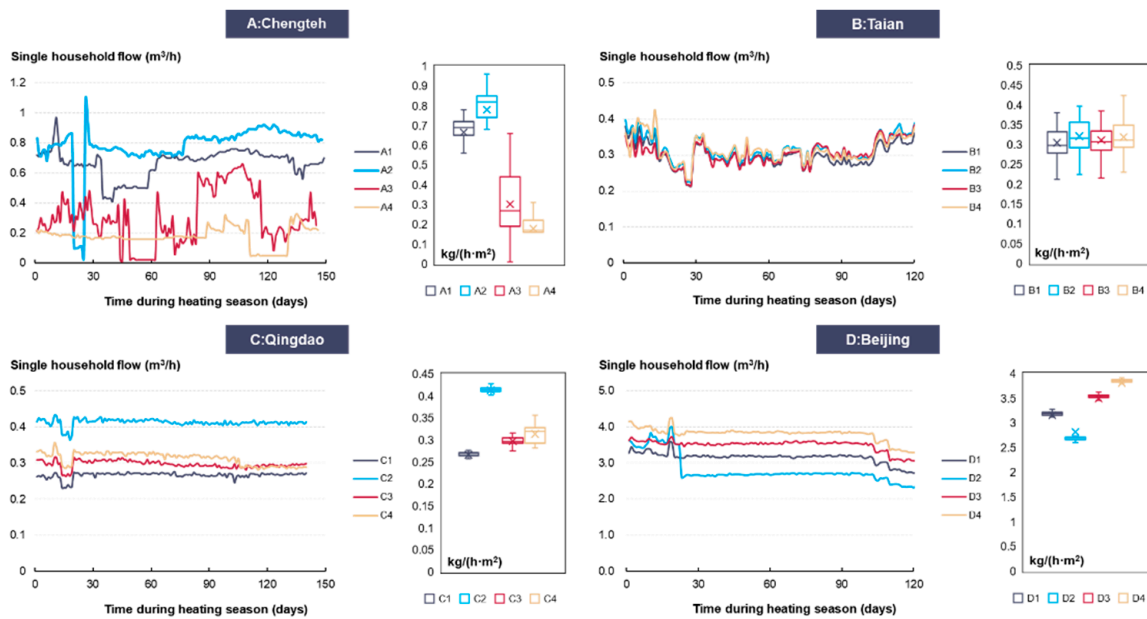 A:Chengteh
Single household flow (m³/h)
1.2
1
0.8
0.6
0.4
0.2
0
0 30 60 90 120 150
Time during heating season (days)
A1
A2
A3
A4
1
0.9
0.8
0.7
0.6
0.5
0.4
0.3
0.2
0.1
0
kg/(h·m²)
A1 A2 A3 A4
B:Taian
Single household flow (m³/h)
0.5
0.4
0.3
0.2
0.1
0
0 30 60 90 120
Time during heating season (days)
B1
B2
B3
B4
0.5
0.45
0.4
0.35
0.3
0.25
0.2
0.15
0.1
0.05
0
kg/(h·m²)
B1 B2 B3 B4
C:Qingdao
Single household flow (m³/h)
0.5
0.4
0.3
0.2
0.1
0
0 30 60 90 120 150
Time during heating season (days)
C1
C2
C3
C4
0.45
0.4
0.35
0.3
0.25
0.2
0.15
0.1
0.05
0
kg/(h·m²)
C1 C2 C3 C4
D:Beijing
Single household flow (m³/h)
5.0
4.0
3.0
2.0
1.0
0.0
0 30 60 90 120
Time during heating season (days)
D1
D2
D3
D4
4
3.5
3
2.5
2
1.5
1
0.5
0
kg/(h·m²)
D1 D2 D3 D4